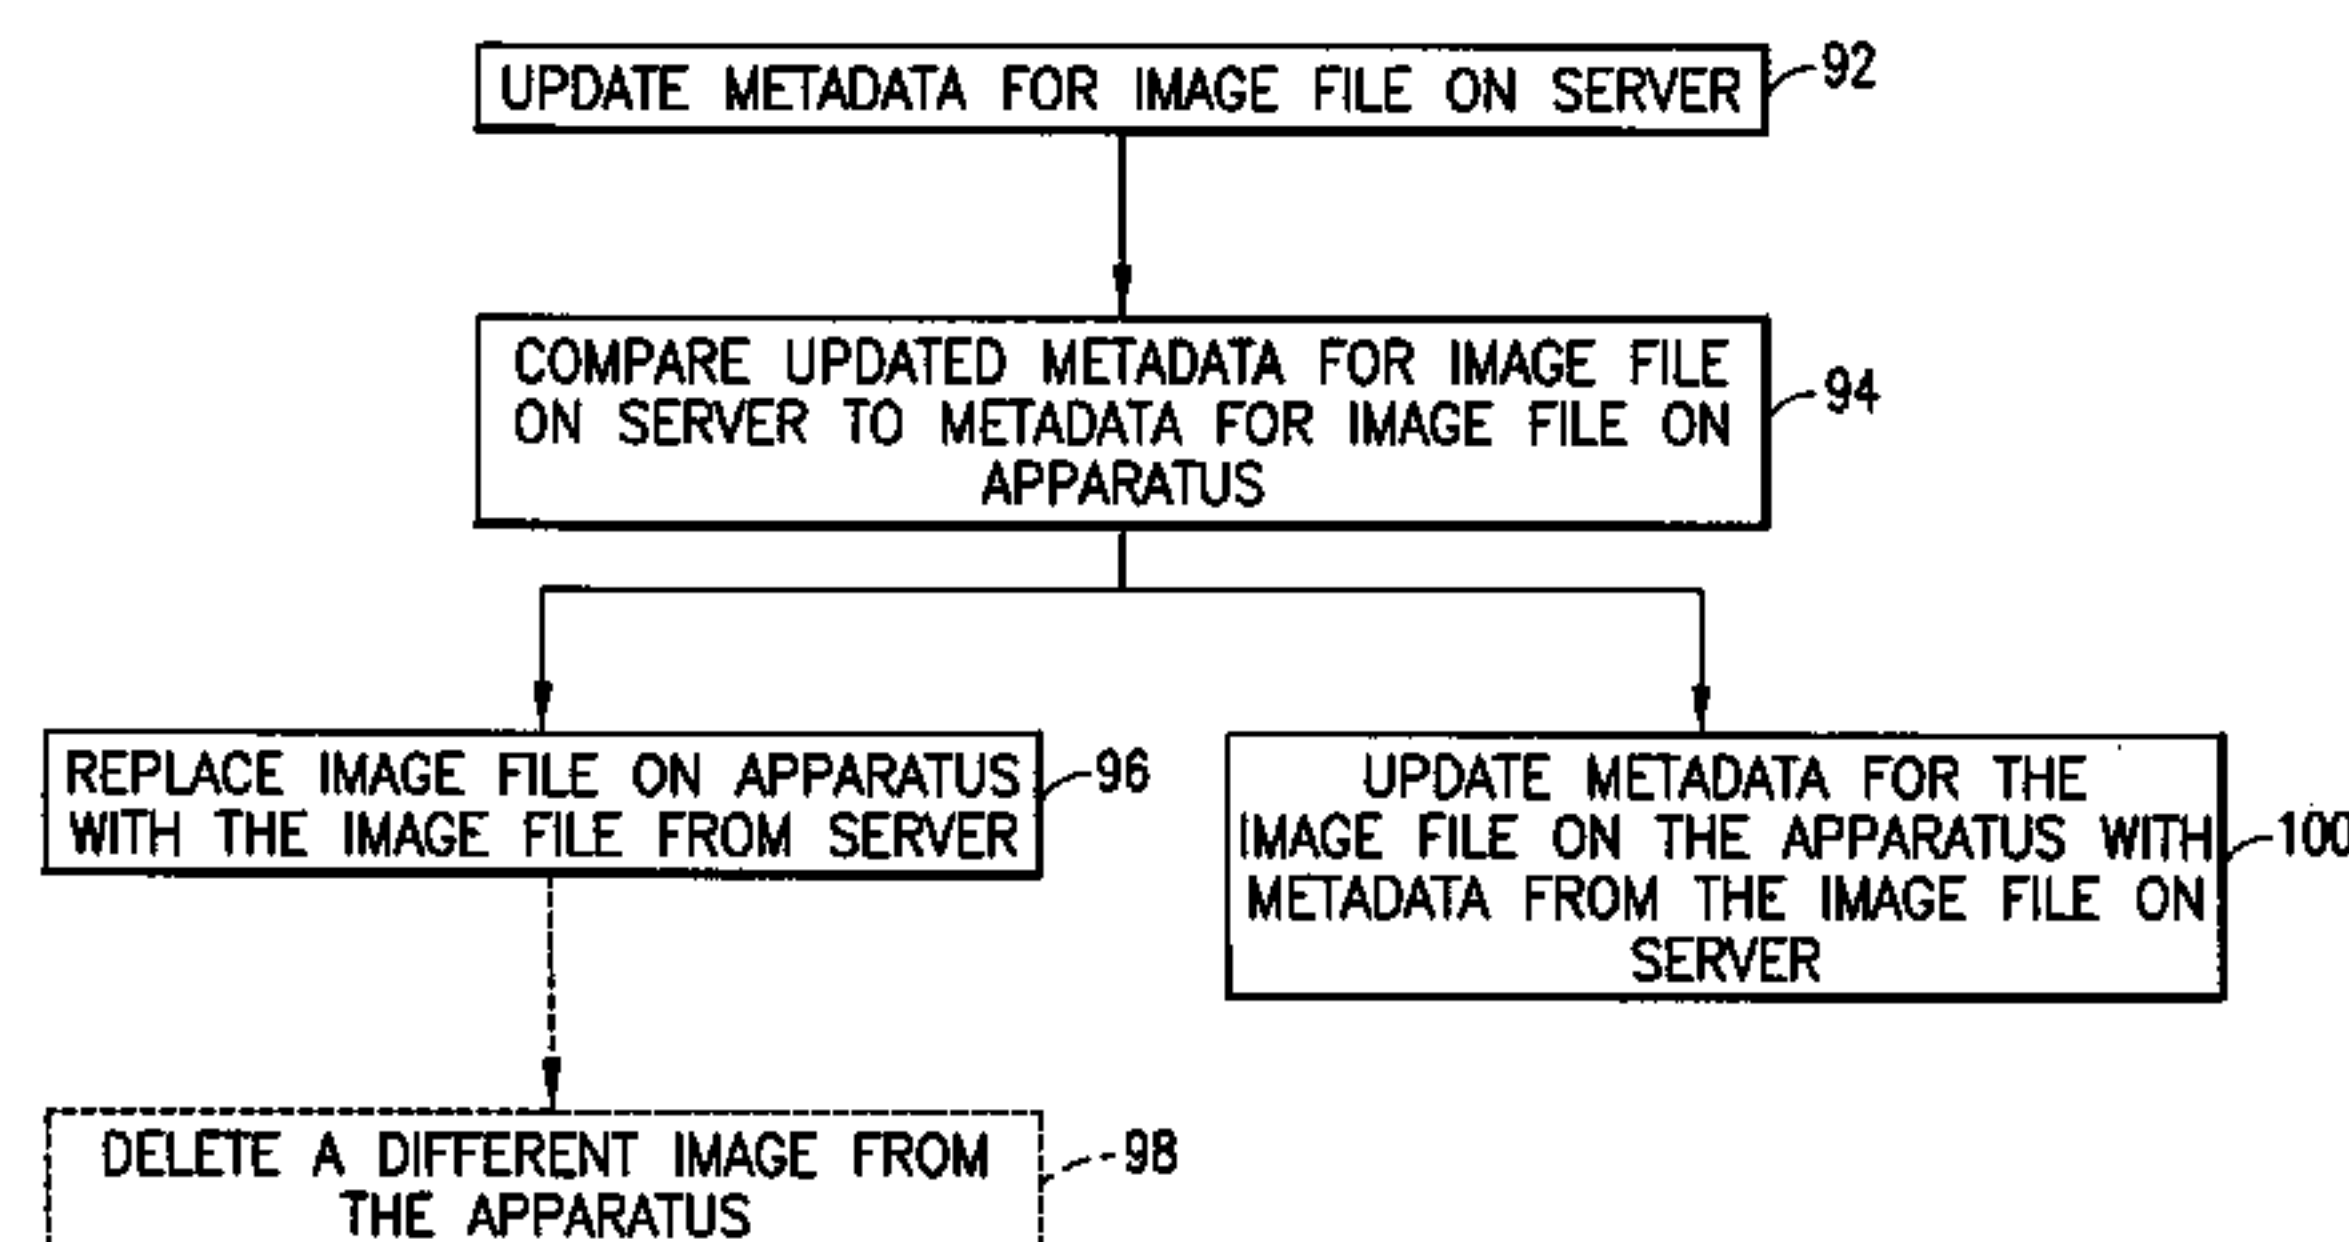 UPDATE METADATA FOR IMAGE FILE ON SERVER
92
COMPARE UPDATED METADATA FOR IMAGE FILE
ON SERVER TO METADATA FOR IMAGE FILE ON
APPARATUS
94
REPLACE IMAGE FILE ON APPARATUS
WITH THE IMAGE FILE FROM SERVER
96
UPDATE METADATA FOR THE
IMAGE FILE ON THE APPARATUS WITH
METADATA FROM THE IMAGE FILE ON
SERVER
100
DELETE A DIFFERENT IMAGE FROM
THE APPARATUS
98